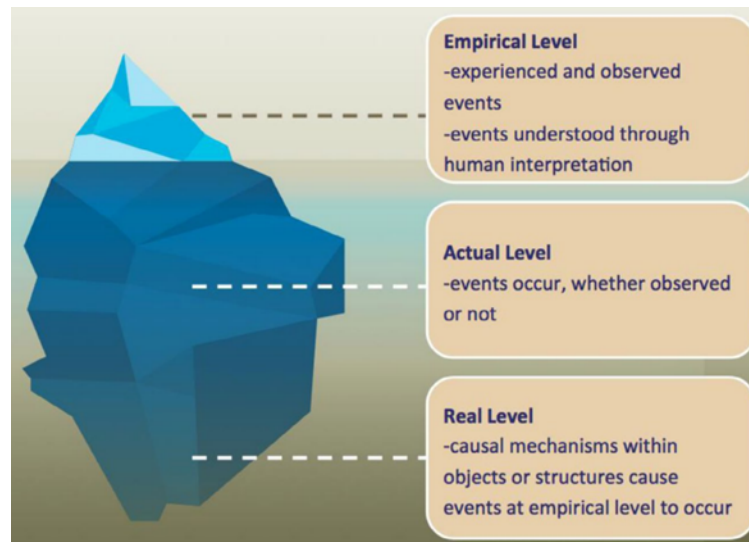 Empirical Level
-experienced and observed
events
-events understood through
human interpretation
Actual Level
-events occur, whether observed
or not
Real Level
-causal mechanisms within
objects or structures cause
events at empirical level to occur